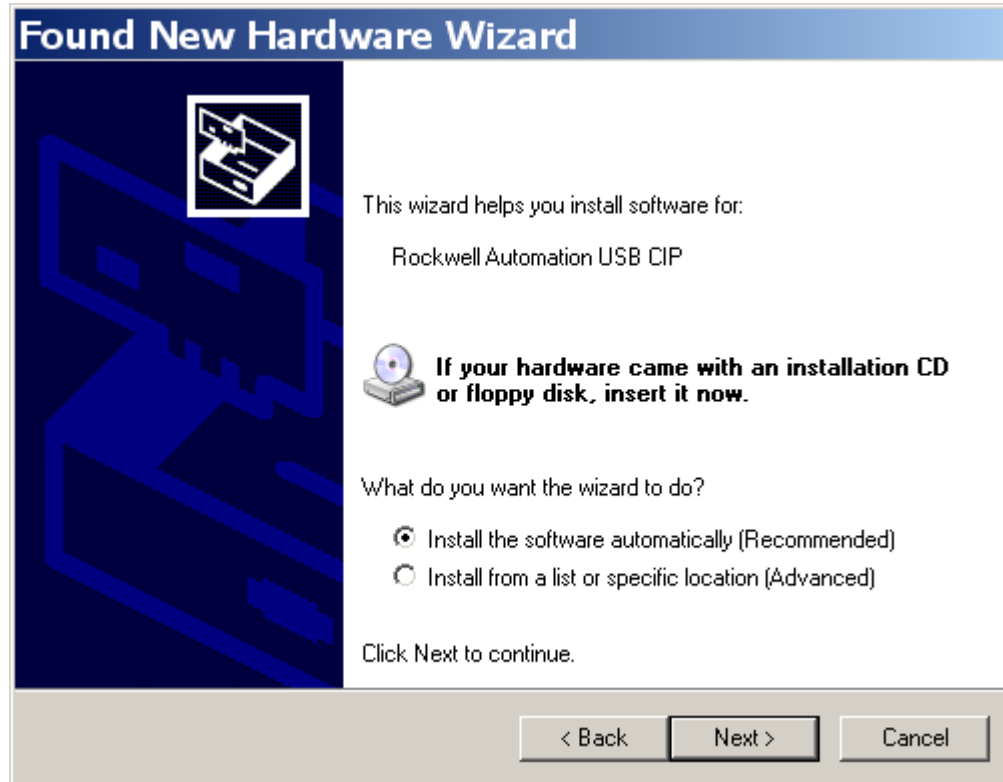 Found New Hardware Wizard
This wizard helps you install software for:
Rockwell Automation USB CIP
If your hardware came with an installation CD
or floppy disk, insert it now.
What do you want the wizard to do?
Install the software automatically (Recommended)
Install from a list or specific location (Advanced)
Click Next to continue.
< Back Next > Cancel